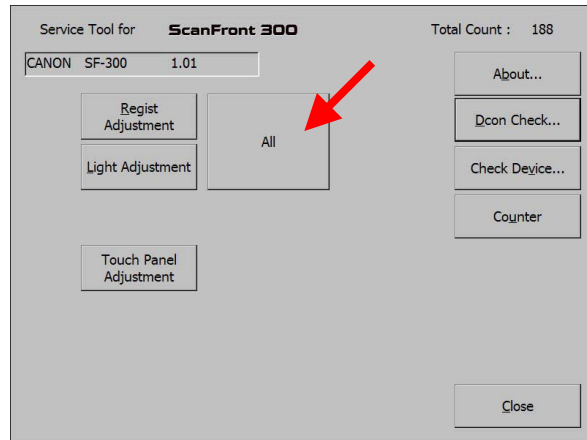 Service Tool for ScanFront 300 Total Count : 188
CANON SF-300 1.01
About...
Regist
Adjustment
All
Dcon Check...
Light Adjustment
Check Device...
Counter
Touch Panel
Adjustment
Close